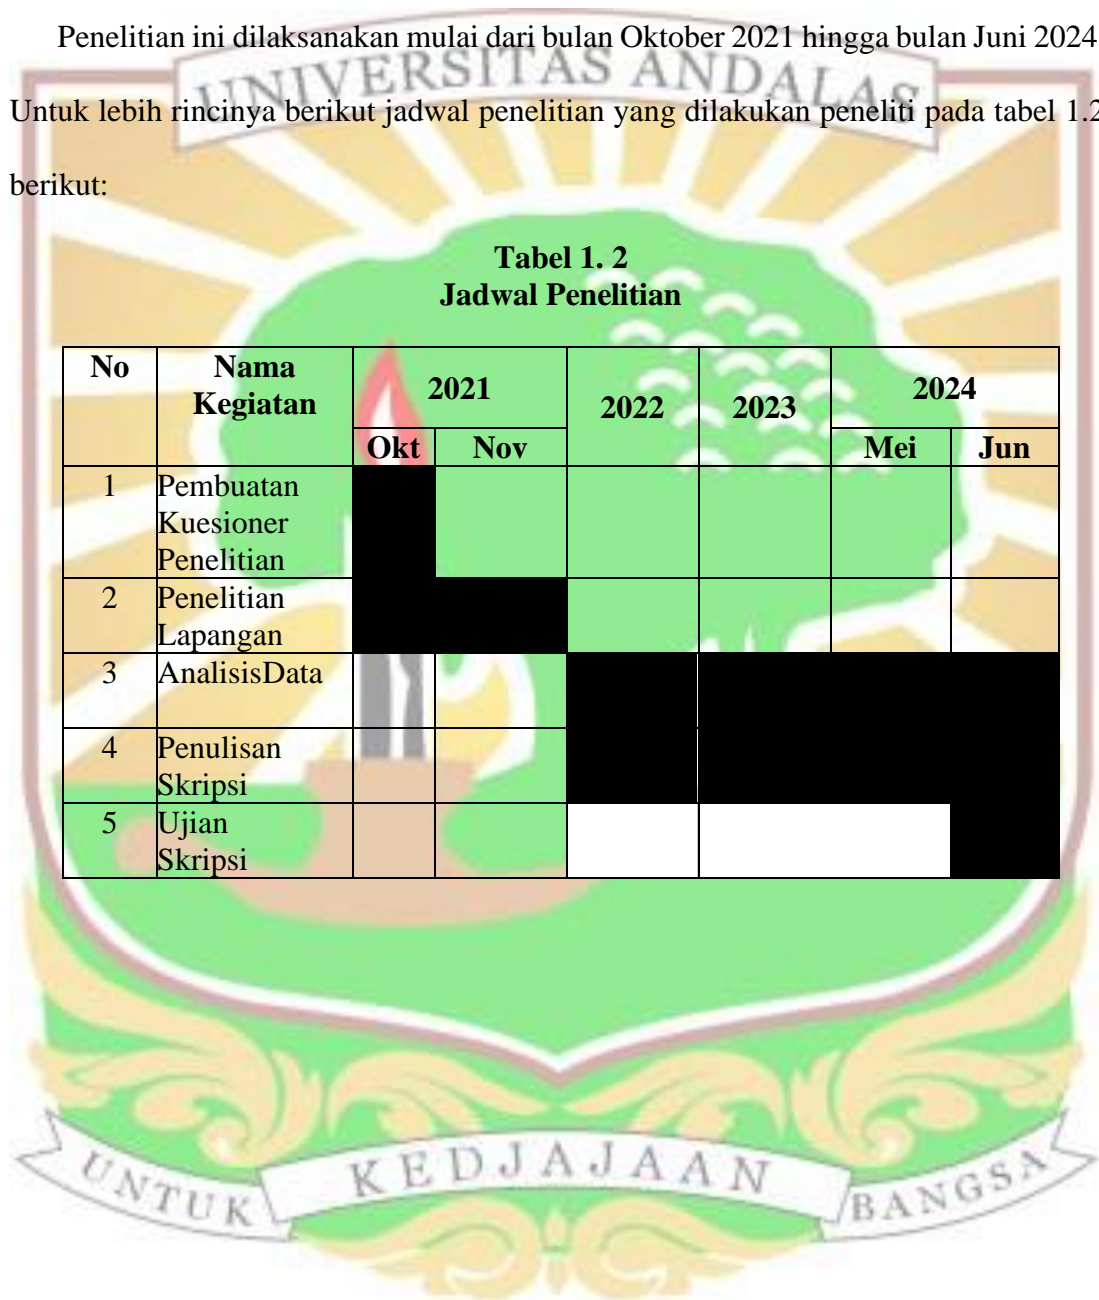 Penelitian ini dilaksanakan mulai dari bulan Oktober 2021 hingga bulan Juni 2024
UNIVERSITAS ANDALAS
Untuk lebih rincinya berikut jadwal penelitian yang dilakukan peneliti pada tabel 1.2
berikut:
Tabel 1. 2
Jadwal Penelitian
No Nama Kegiatan 2021 2022 2023 2024
Okt Nov Mei Jun
1 Pembuatan
Kuesioner
Penelitian
2 Penelitian
Lapangan
3 AnalisisData
4 Penulisan
Skripsi
5 Ujian
Skripsi
UNTUK KEDJAJAAN BANGSA